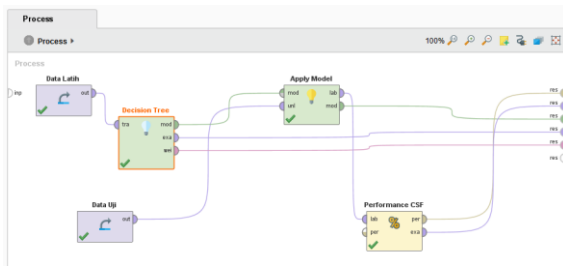 Process
Process
100%
Process
inp
Data Latih
out
Decision Tree
tra
mod
exa
wei
Apply Model
mod
lab
unl
mod
Data Uji
out
Performance CSF
lab
per
per
exa
res
res
res
res
res